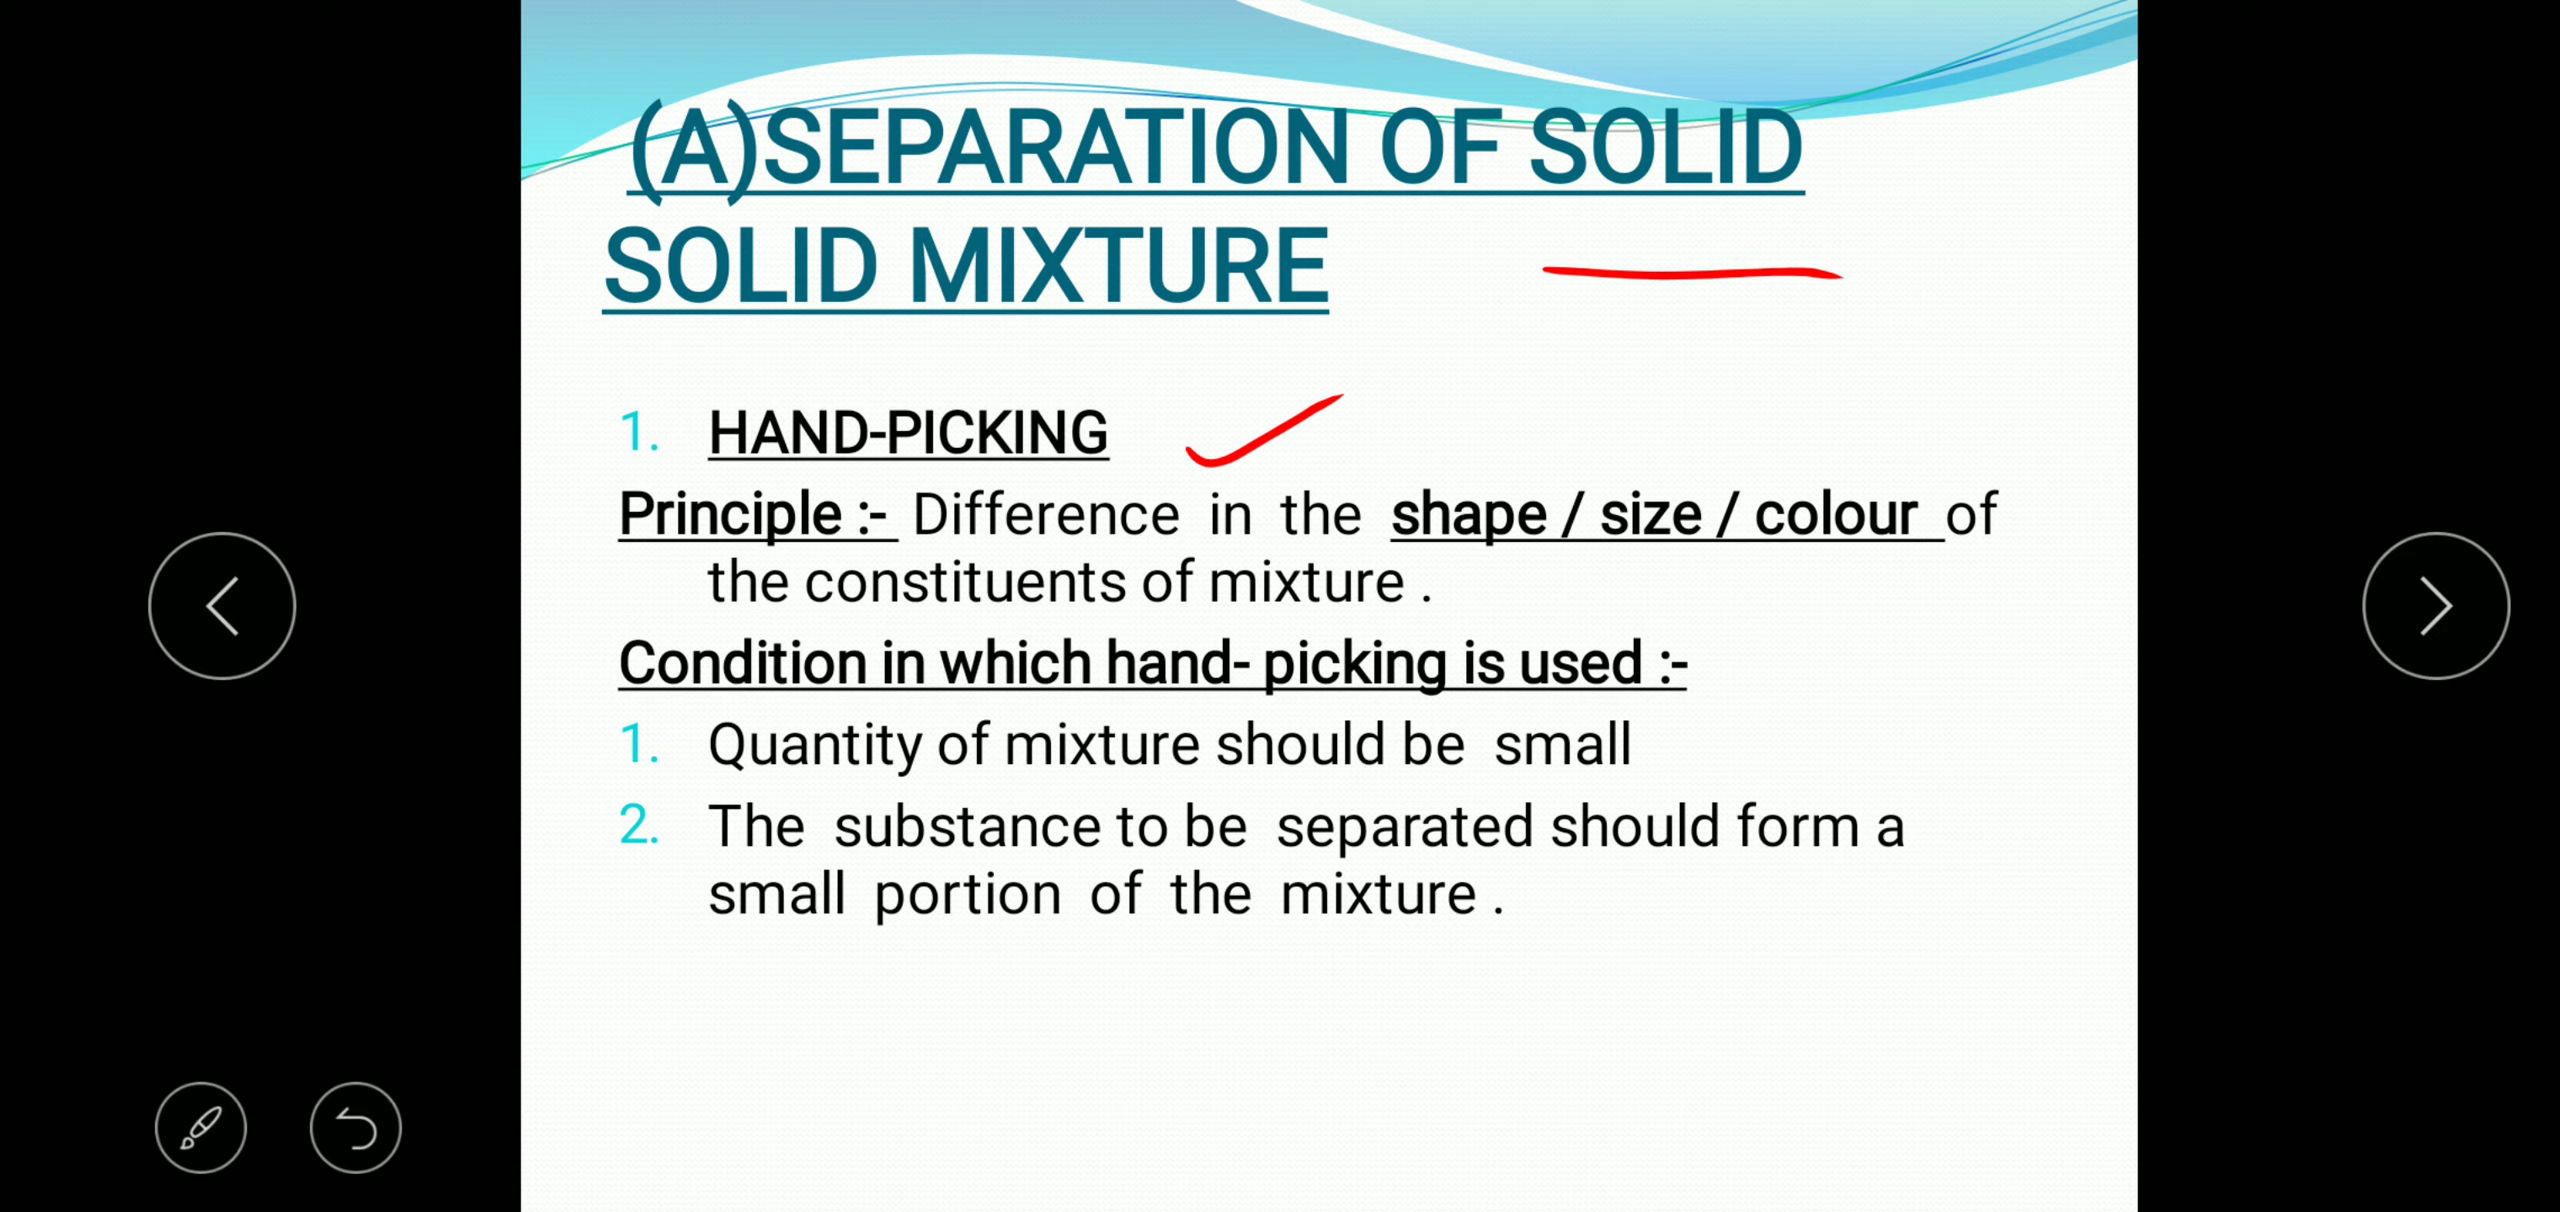 (A)SEPARATION OF SOLID
SOLID MIXTURE
1. HAND-PICKING
Principle :- Difference in the shape / size / colour of
the constituents of mixture .
Condition in which hand- picking is used :-
1. Quantity of mixture should be small
2. The substance to be separated should form a
small portion of the mixture .